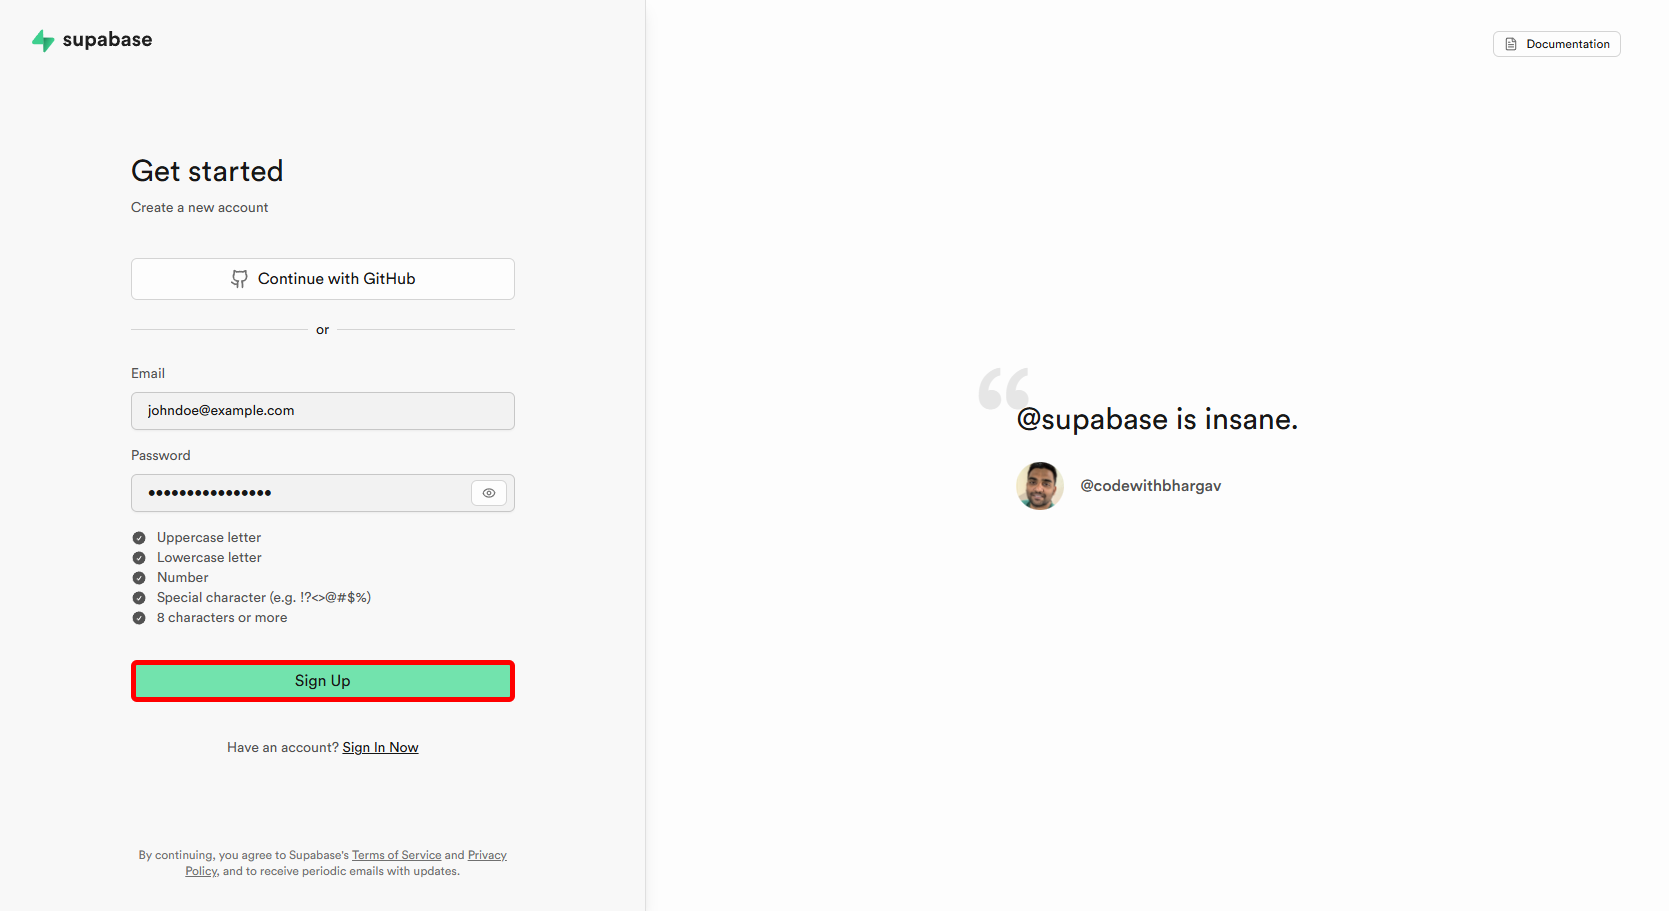 supabase
Documentation
Get started
Create a new account
Continue with GitHub
or
Email
johndoe@example.com
Password
••••••••••••••••
Uppercase letter
Lowercase letter
Number
Special character (e.g. !?<>@#$%)
8 characters or more
Sign Up
Have an account? Sign In Now
By continuing, you agree to Supabase's Terms of Service and Privacy
Policy, and to receive periodic emails with updates.
“
@supabase is insane.
@codewithbhargav